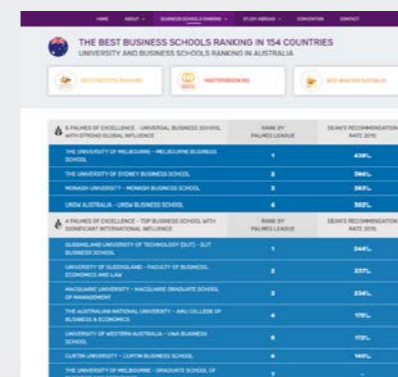 HOME ABOUT BUSINESS SCHOOLS RANKING STUDY ABROAD CONVENTION CONTACT
THE BEST BUSINESS SCHOOLS RANKING IN 154 COUNTRIES
UNIVERSITY AND BUSINESS SCHOOLS RANKING IN AUSTRALIA
BEST MASTERS RANKING
5 PALMES OF EXCELLENCE - UNIVERSAL BUSINESS SCHOOL
WITH STRONG GLOBAL INFLUENCE
RANK BY
PALMES LEAGUE
DEAN'S RECOMMENDATION
RATE 2015
THE UNIVERSITY OF MELBOURNE - MELBOURNE BUSINESS
SCHOOL
1
THE UNIVERSITY OF SYDNEY BUSINESS SCHOOL
2
MONASH UNIVERSITY - MONASH BUSINESS SCHOOL
3
UNSW AUSTRALIA - UNSW BUSINESS SCHOOL
4
4 PALMES OF EXCELLENCE - TOP BUSINESS SCHOOL WITH
SIGNIFICANT INTERNATIONAL INFLUENCE
RANK BY
PALMES LEAGUE
DEAN'S RECOMMENDATION
RATE 2015
QUEENSLAND UNIVERSITY OF TECHNOLOGY (QUT) - QUT
BUSINESS SCHOOL
1
UNIVERSITY OF QUEENSLAND - FACULTY OF BUSINESS,
ECONOMICS AND LAW
2
MACQUARIE UNIVERSITY - MACQUARIE GRADUATE SCHOOL
OF MANAGEMENT
3
THE AUSTRALIAN NATIONAL UNIVERSITY - ANU COLLEGE OF
BUSINESS & ECONOMICS
4
UNIVERSITY OF WESTERN AUSTRALIA - UWA BUSINESS
SCHOOL
5
CURTIN UNIVERSITY - CURTIN BUSINESS SCHOOL
6
THE UNIVERSITY OF MELBOURNE - GRADUATE SCHOOL OF
7
-